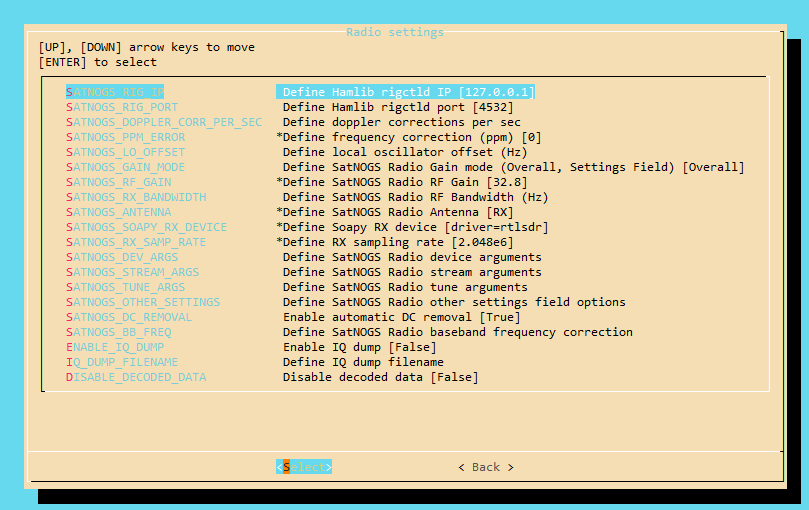 Radio settings
[UP], [DOWN] arrow keys to move
[ENTER] to select
SATNOGS_RIG_IP Define Hamlib rigctld IP [127.0.0.1]
SATNOGS_RIG_PORT Define Hamlib rigctld port [4532]
SATNOGS_DOPPLER_CORR_PER_SEC Define doppler corrections per sec
SATNOGS_PPM_ERROR *Define frequency correction (ppm) [0]
SATNOGS_LO_OFFSET Define local oscillator offset (Hz)
SATNOGS_GAIN_MODE Define SatNOGS Radio Gain mode (Overall, Settings Field) [Overall]
SATNOGS_RF_GAIN *Define SatNOGS Radio RF Gain [32.8]
SATNOGS_RX_BANDWIDTH Define SatNOGS Radio RF Bandwidth (Hz)
SATNOGS_ANTENNA *Define SatNOGS Radio Antenna [RX]
SATNOGS_SOAPY_RX_DEVICE *Define Soapy RX device [driver=rtlsdr]
SATNOGS_RX_SAMP_RATE *Define RX sampling rate [2.048e6]
SATNOGS_DEV_ARGS Define SatNOGS Radio device arguments
SATNOGS_STREAM_ARGS Define SatNOGS Radio stream arguments
SATNOGS_TUNE_ARGS Define SatNOGS Radio tune arguments
SATNOGS_OTHER_SETTINGS Define SatNOGS Radio other settings field options
SATNOGS_DC_REMOVAL Enable automatic DC removal [True]
SATNOGS_BB_FREQ Define SatNOGS Radio baseband frequency correction
ENABLE_IQ_DUMP Enable IQ dump [False]
IQ_DUMP_FILENAME Define IQ dump filename
DISABLE_DECODED_DATA Disable decoded data [False]
<Select> < Back >